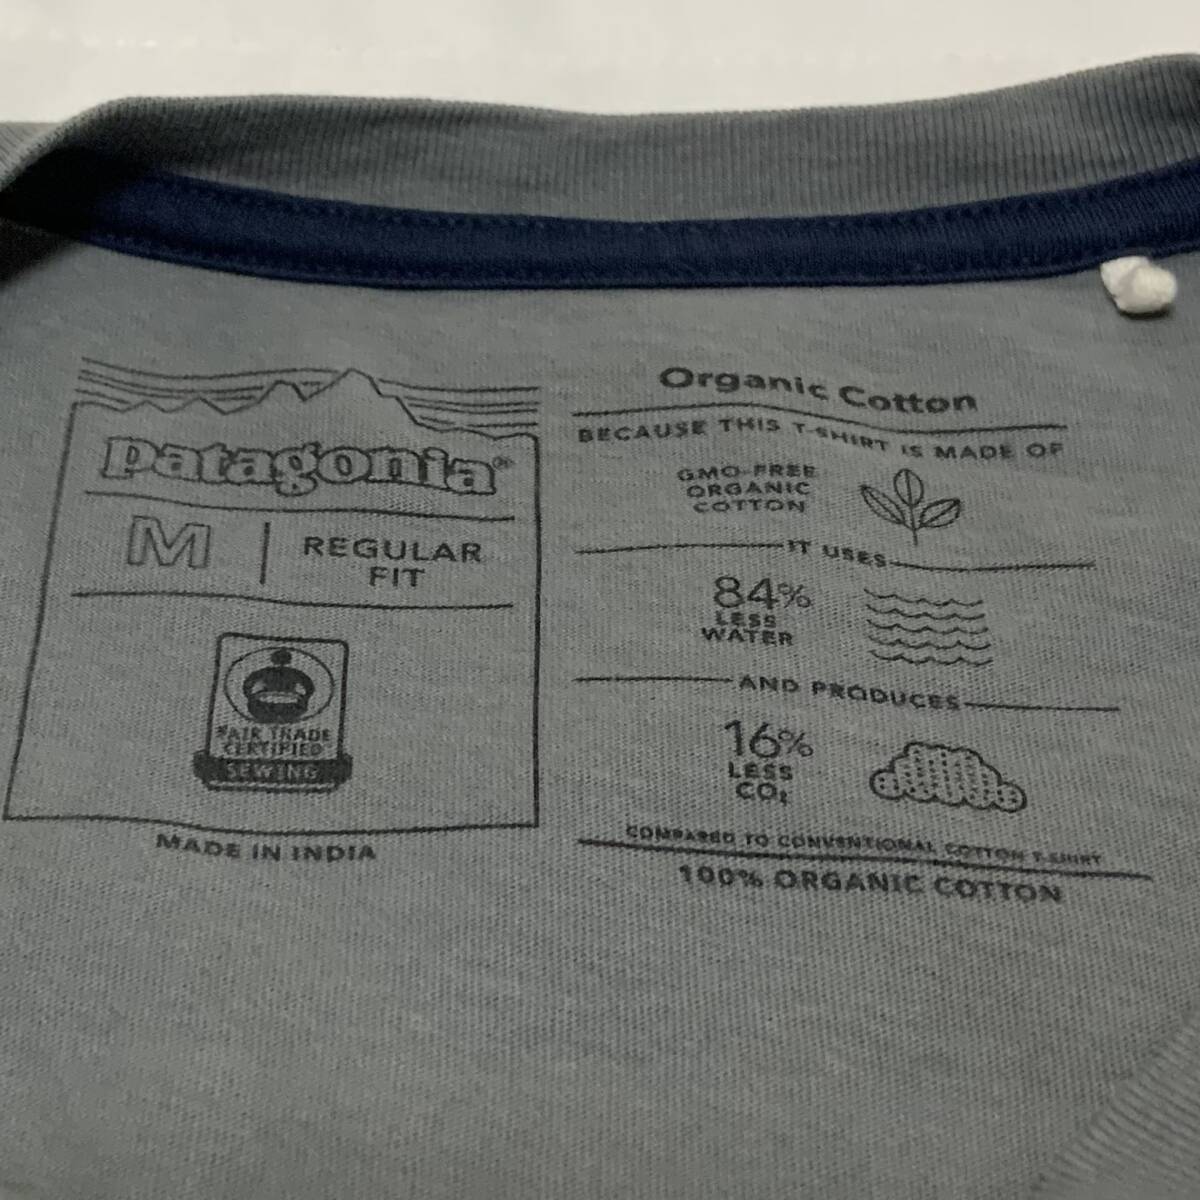 patagonia®
M
REGULAR
FIT
FAIR TRADE
CERTIFIED
SEWING
MADE IN INDIA
Organic Cotton
BECAUSE THIS T-SHIRT IS MADE OF
GMO-FREE
ORGANIC
COTTON
IT USES
84%
LESS
WATER
AND PRODUCES
16%
LESS
CO₂
COMPARED TO CONVENTIONAL COTTON T-SHIRT
100% ORGANIC COTTON